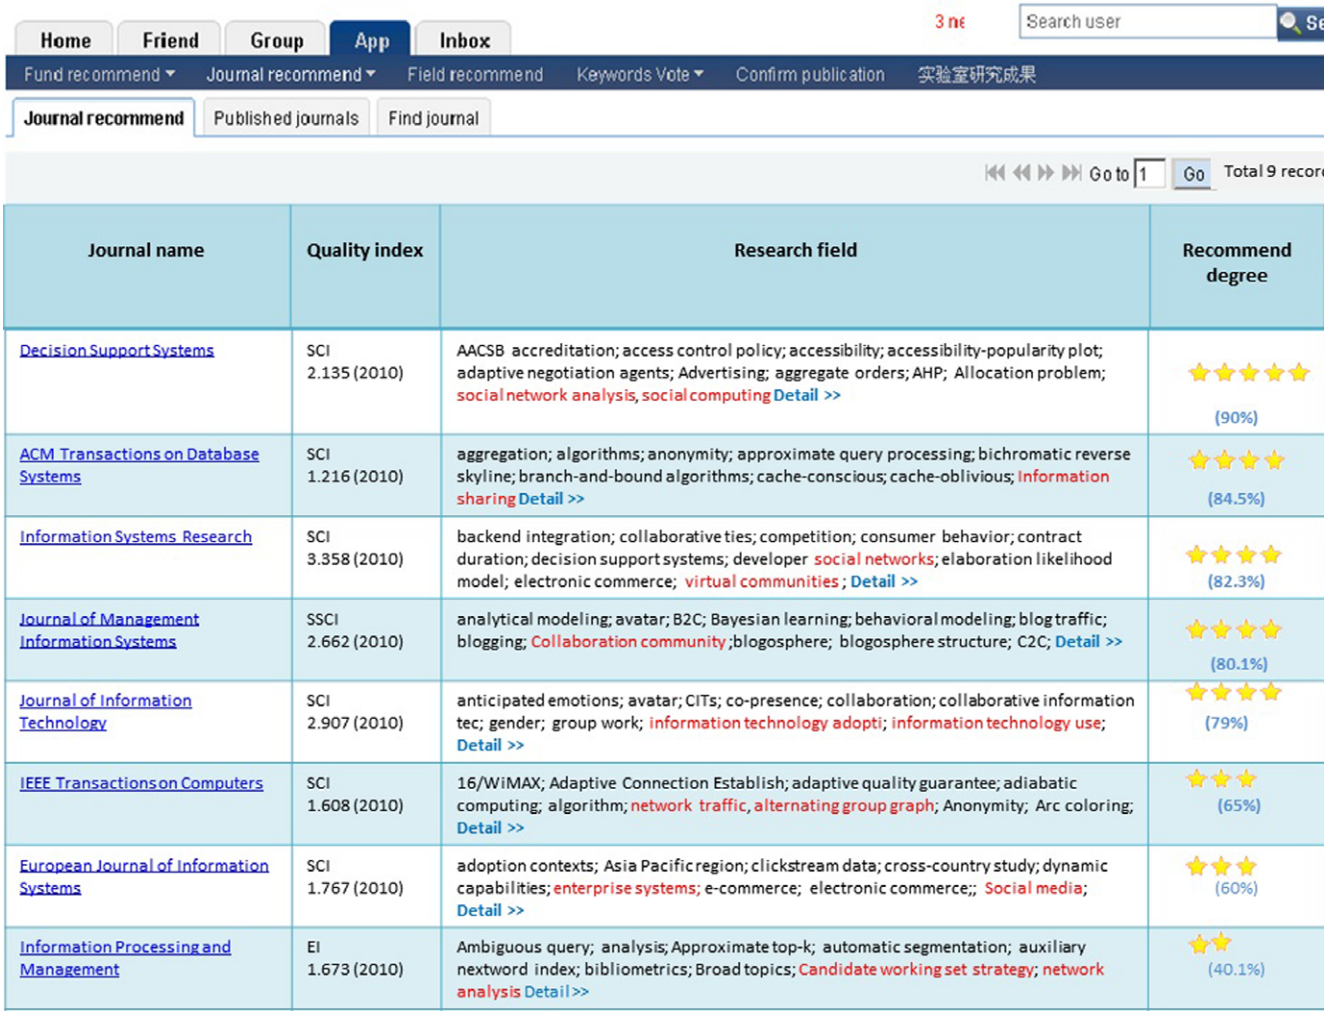 3 ne
Search user
Se
Home Friend Group App Inbox
Fund recommend Journal recommend Field recommend Keywords Vote Confirm publication 实验室研究成果
Journal recommend Published journals Find journal
Go to 1 Go Total 9 recor
Journal name Quality index Research field Recommend
degree
Decision Support Systems SCI AACSB accreditation; access control policy; accessibility; accessibility-popularity plot;
2.135 (2010) adaptive negotiation agents; Advertising; aggregate orders; AHP; Allocation problem;
social network analysis, social computing Detail >>
(90%)
ACM Transactions on Database SCI aggregation; algorithms; anonymity; approximate query processing; bichromatic reverse
Systems 1.216 (2010) skyline; branch-and-bound algorithms; cache-conscious; cache-oblivious; Information
sharing Detail >> (84.5%)
Information Systems Research SCI backend integration; collaborative ties; competition; consumer behavior; contract
3.358 (2010) duration; decision support systems; developer social networks; elaboration likelihood
model; electronic commerce; virtual communities ; Detail >> (82.3%)
Journal of Management SSCI analytical modeling; avatar; B2C; Bayesian learning; behavioral modeling; blog traffic;
Information Systems 2.662 (2010) blogging; Collaboration community ;blogosphere; blogosphere structure; C2C; Detail >>
(80.1%)
Journal of Information SCI anticipated emotions; avatar; CITs; co-presence; collaboration; collaborative information
Technology 2.907 (2010) tec; gender; group work; information technology adopti; information technology use; (79%)
Detail >>
IEEE Transactions on Computers SCI 16/WiMAX; Adaptive Connection Establish; adaptive quality guarantee; adiabatic
1.608 (2010) computing; algorithm; network traffic, alternating group graph; Anonymity; Arc coloring; (65%)
Detail >>
European Journal of Information SCI adoption contexts; Asia Pacific region; clickstream data; cross-country study; dynamic
Systems 1.767 (2010) capabilities; enterprise systems; e-commerce; electronic commerce;; Social media; (60%)
Detail >>
Information Processing and EI Ambiguous query; analysis; Approximate top-k; automatic segmentation; auxiliary
Management 1.673 (2010) nextword index; bibliometrics; Broad topics; Candidate working set strategy; network (40.1%)
analysis Detail>>